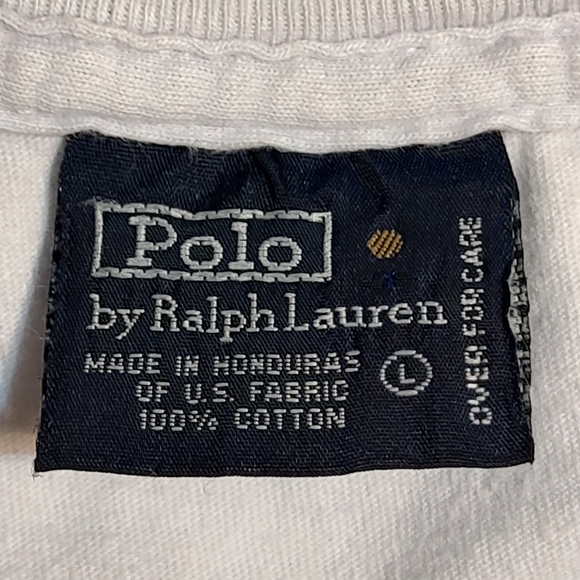 Polo
by Ralph Lauren
MADE IN HONDURAS
OF U.S. FABRIC
100% COTTON
L
OVER FOR CARE